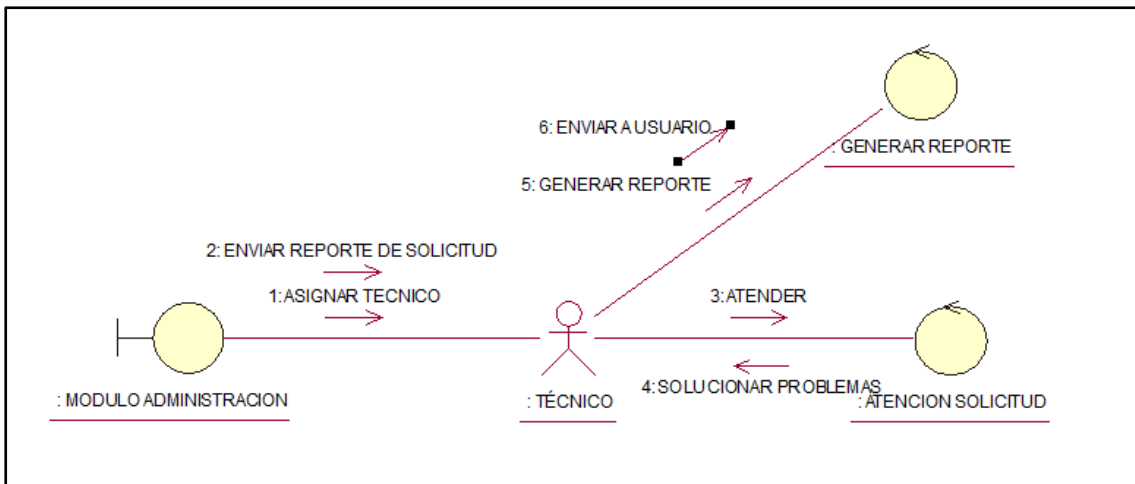 6: ENVIAR A USUARIO
: GENERAR REPORTE
5: GENERAR REPORTE
2: ENVIAR REPORTE DE SOLICITUD
1:ASIGNAR TECNICO
3:ATENDER
4:SOLUCIONAR PROBLEMAS
: MODULO ADMINISTRACION
: TÉCNICO
: ATENCION SOLICITUD